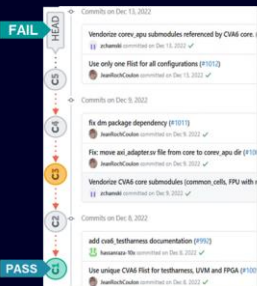 FAIL
HEAD
Commits on Dec 13, 2022
Vendorize corev_apu submodules referenced by CVA6 core. (
zchamski committed on Dec 13, 2022 ✓
Use only one Flist for all configurations (#1012)
JeanRochCoulon committed on Dec 13, 2022 ✓
C5
Commits on Dec 9, 2022
fix dm package dependency (#1011)
JeanRochCoulon committed on Dec 9, 2022 ✓
C4
Fix: move axi_adapter.sv file from core to corev_apu dir (#10
JeanRochCoulon committed on Dec 9, 2022 ✓
C3
Vendorize CVA6 core submodules (common_cells, FPU with
zchamski committed on Dec 9, 2022 ✓
C2
Commits on Dec 8, 2022
add cva6_testharness documentation (#992)
committed on Dec 8, 2022 ✓
PASS
C1
Use unique CVA6 Flist for testharness, UVM and FPGA (#100
JeanRochCoulon committed on Dec 8, 2022 ✓